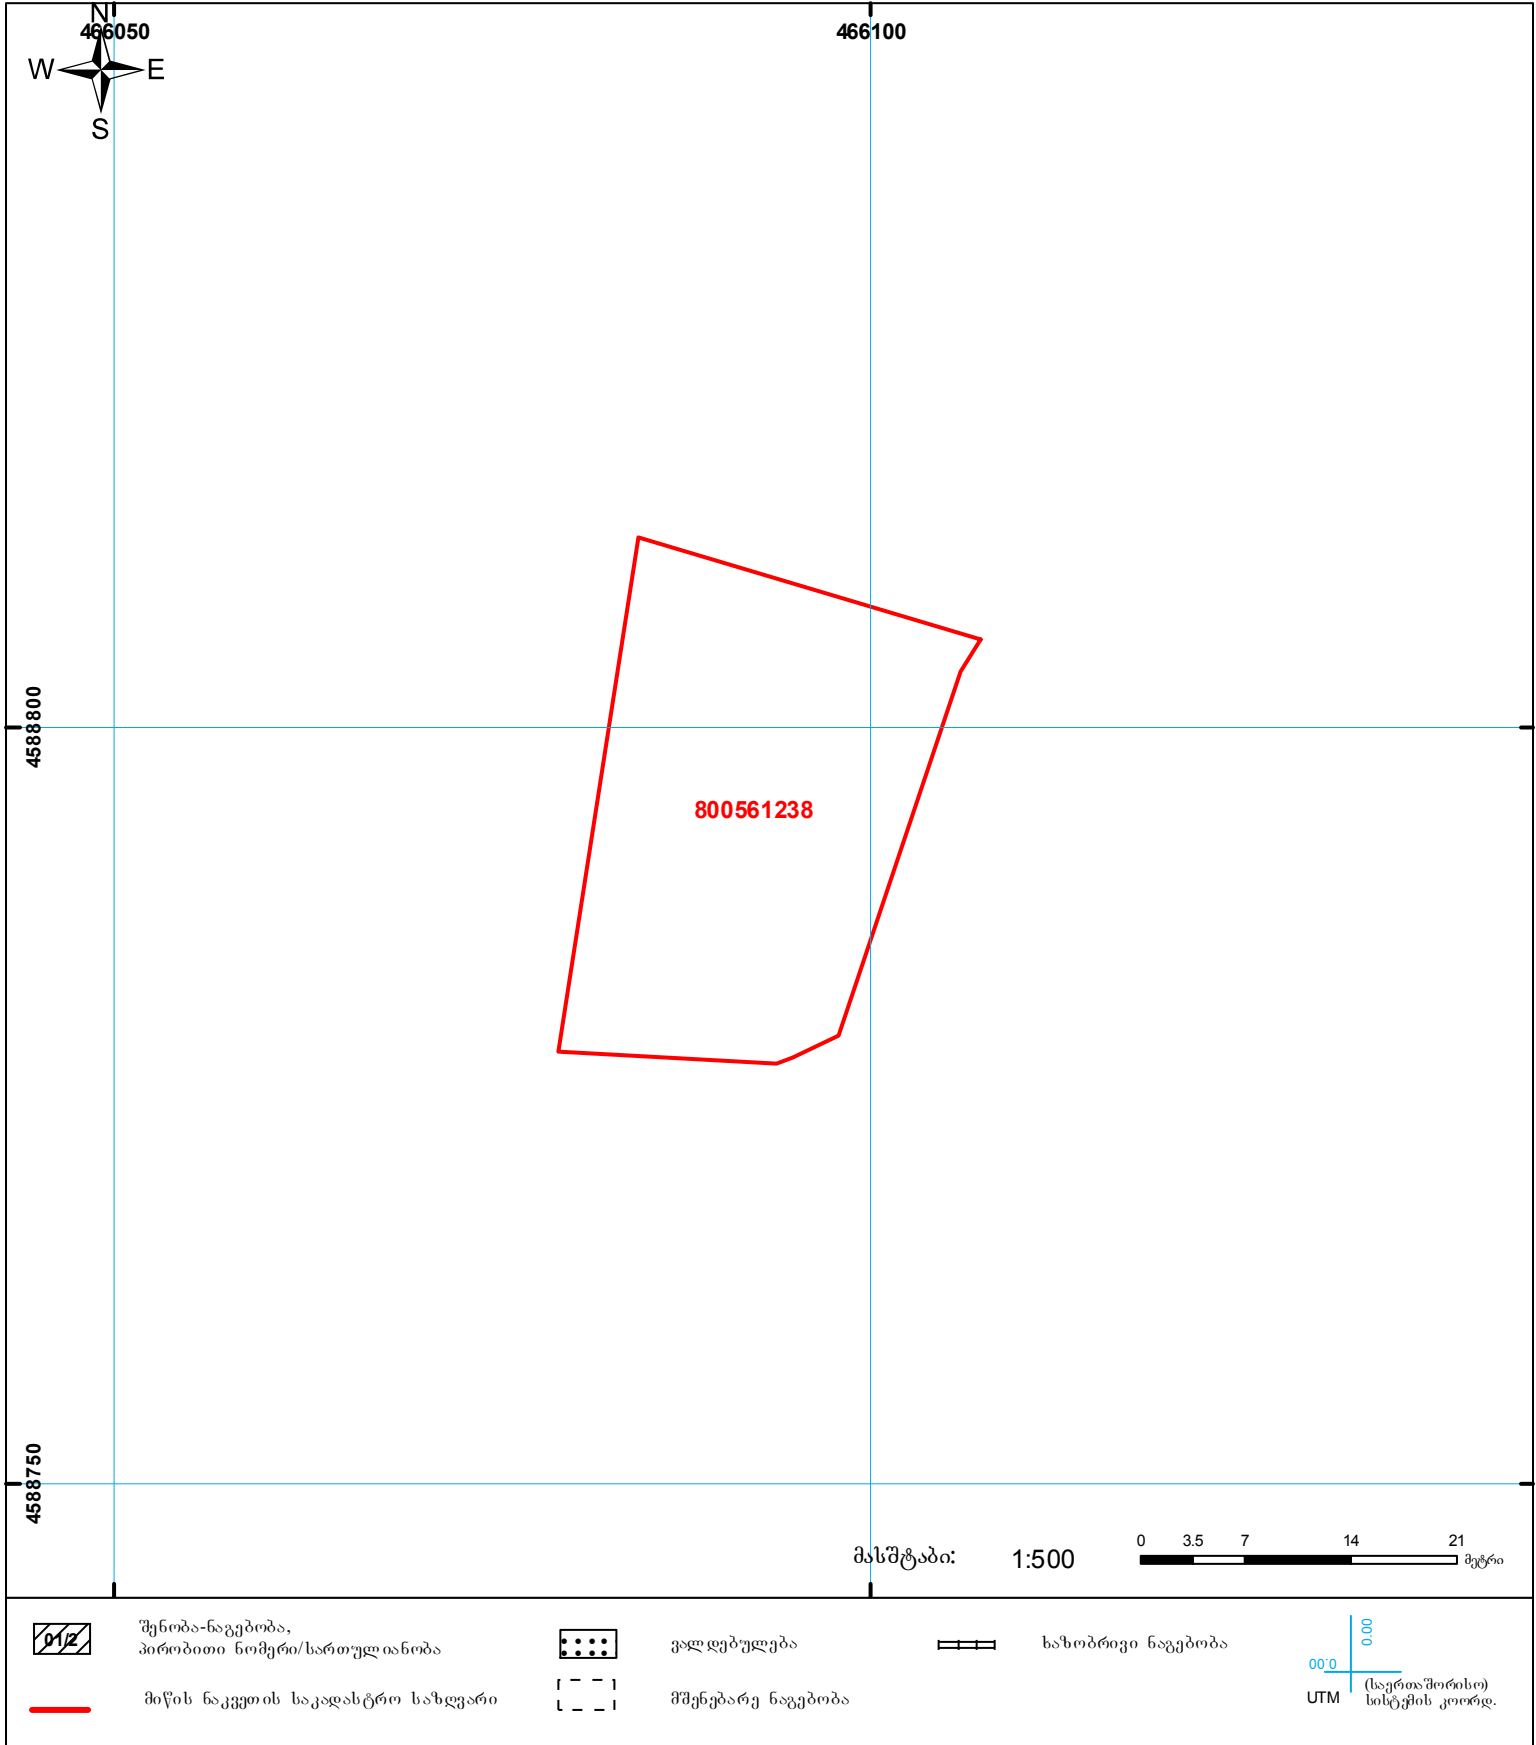 N
466050
466100
W
E
S
4588800
800561238
4588750
მასშტაბი:
1:500
0 3.5 7 14 21
მეტრი
01/2
შენობა-ნაგებობა,
პირობითი ნომერი/სართულიანობა
ვალდებულება
ხაზობრივი ნაგებობა
00.0
00.0
მიწის ნაკვეთის საკადასტრო საზღვარი
მშენებარე ნაგებობა
UTM
(საერთაშორისო)
სისტემის კოორდ.